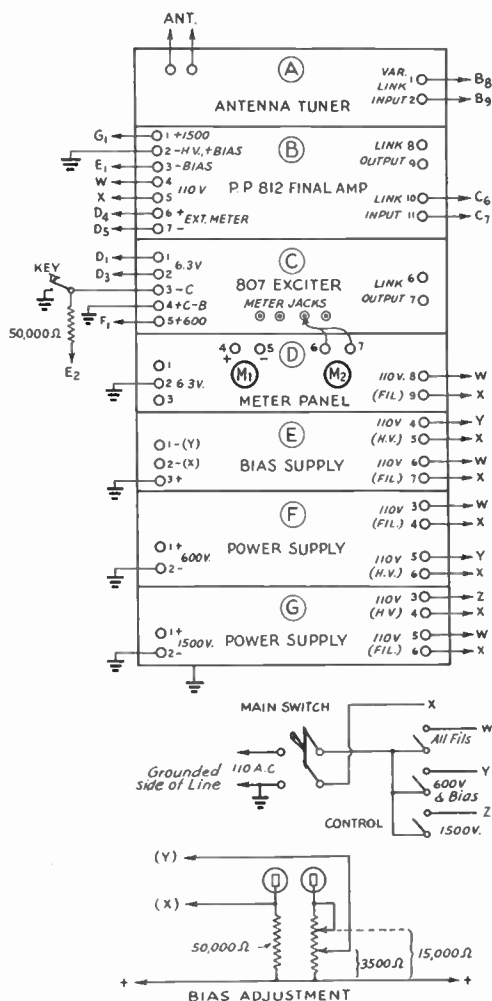 ANT.
A
ANTENNA TUNER
VAR. LINK INPUT
1 B8
2 B9
B
P.P 812 FINAL AMP
G1 1 +1500
2 -H.V., +BIAS
E1 3 -BIAS
W 4
110 V
X 5
D4 6 +
EXT. METER
D5 7 -
LINK 8
OUTPUT 9
LINK 10 C6
INPUT 11 C7
C
807 EXCITER
METER JACKS
D1 1
6.3V
D3 2
KEY
3 -C
4 +C-B
F1 5 +600
50,000Ω
E2
LINK 6
OUTPUT 7
D
METER PANEL
4 5 6 7
+ -
M1 M2
1
2 6.3V.
3
110V. 8 W
(FIL) 9 X
E
BIAS SUPPLY
1 -(Y)
2 -(X)
3 +
110V 4 Y
(H.V.) 5 X
110V 6 W
(FIL) 7 X
F
POWER SUPPLY
1 +
600V.
2 -
110V 3 W
(FIL.) 4 X
110V 5 Y
(H.V.) 6 X
G
POWER SUPPLY
1 +
1500V.
2 -
110V 3 Z
(H.V) 4 X
110V 5 W
(FIL.) 6 X
MAIN SWITCH
X
W
All Fils
110 A.C
Grounded
side of Line
Y
600V
& Bias
CONTROL
Z
1500V.
(Y)
(X)
50,000Ω
3500Ω
15,000Ω
+ +
BIAS ADJUSTMENT